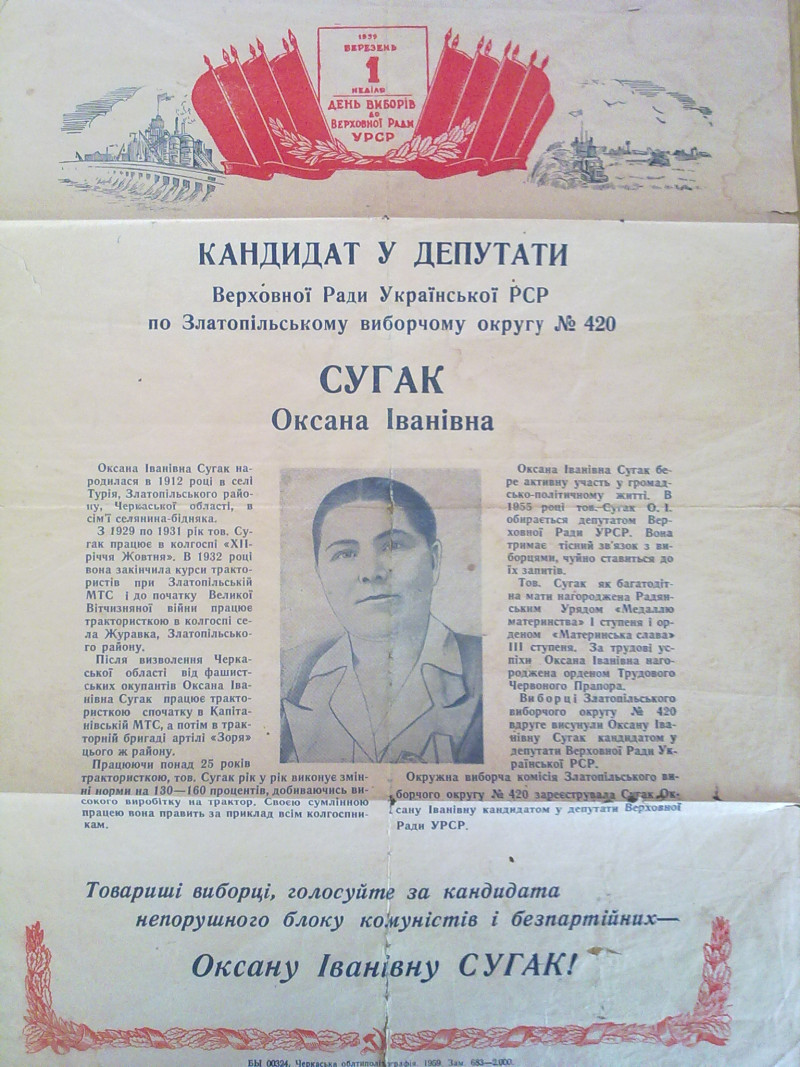 1959
БЕРЕЗЕНЬ
1
НЕДІЛЯ
ДЕНЬ ВИБОРІВ
до
ВЕРХОВНОЇ РАДИ
УРСР
КАНДИДАТ У ДЕПУТАТИ
Верховної Ради Української РСР
по Златопільському виборчому округу № 420
СУГАК
Оксана Іванівна
Оксана Іванівна Сугак на-
родилася в 1912 році в селі
Турія, Златопільського райо-
ну, Черкаської області, в
сім'ї селянина-бідняка.
З 1929 по 1931 рік тов. Су-
гак працює в колгоспі «XII-
річчя Жовтня». В 1932 році
вона закінчила курси тракто-
ристів при Златопільській
МТС і до початку Великої
Вітчизняної війни працює
трактористкою в колгоспі се-
ла Журавка, Златопільсько-
го району.
Після визволення Черка-
ської області від фашист-
ських окупантів Оксана Іва-
нівна Сугак працює тракто-
ристкою спочатку в Капіта-
нівській МТС, а потім в трак-
торній бригаді артілі «Зоря»
цього ж району.
Працюючи понад 25 років
трактористкою, тов. Сугак рік у рік виконує змін-
ні норми на 130—160 процентів, добиваючись ви-
сокого виробітку на трактор. Своєю сумлінною
працею вона править за приклад всім колгоспни-
кам.
Оксана Іванівна Сугак бе-
ре активну участь у громад-
сько-політичному житті. В
1955 році тов. Сугак О. І.
обирається депутатом Вер-
ховної Ради УРСР. Вона
тримає тісний зв'язок з ви-
борцями, чуйно ставиться до
їх запитів.
Тов. Сугак як багатодіт-
на мати нагороджена Радян-
ським Урядом «Медаллю
материнства» I ступеня і ор-
деном «Материнська слава»
III ступеня. За трудові ус-
піхи Оксана Іванівна наго-
роджена орденом Трудового
Червоного Прапора.
Виборці Златопільського
виборчого округу № 420
вдруге висунули Оксану Іва-
нівну Сугак кандидатом у
депутати Верховної Ради Ук-
раїнської РСР.
Окружна виборча комісія Златопільського ви-
борчого округу № 420 зареєструвала Сугак Ок-
сану Іванівну кандидатом у депутати Верховної
Ради УРСР.
Товариші виборці, голосуйте за кандидата
непорушного блоку комуністів і безпартійних—
Оксану Іванівну СУГАК!
БЫ 00324. Черкаська облтиполітографія. 1959. Зам. 683—2.000.